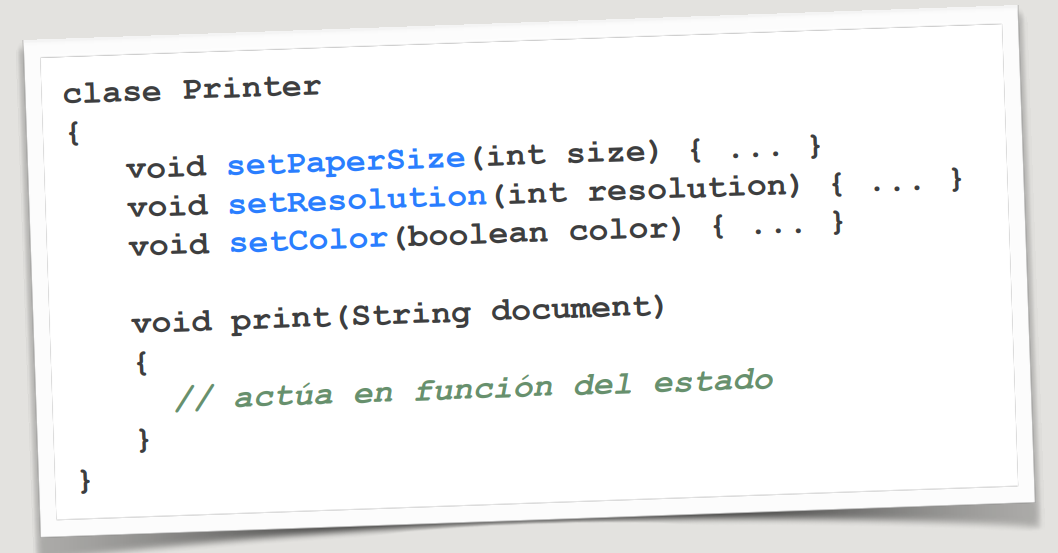 clase Printer
{
void setPaperSize(int size) { ... }
void setResolution(int resolution) { ... }
void setColor(boolean color) { ... }
void print(String document)
{
// actúa en función del estado
}
}